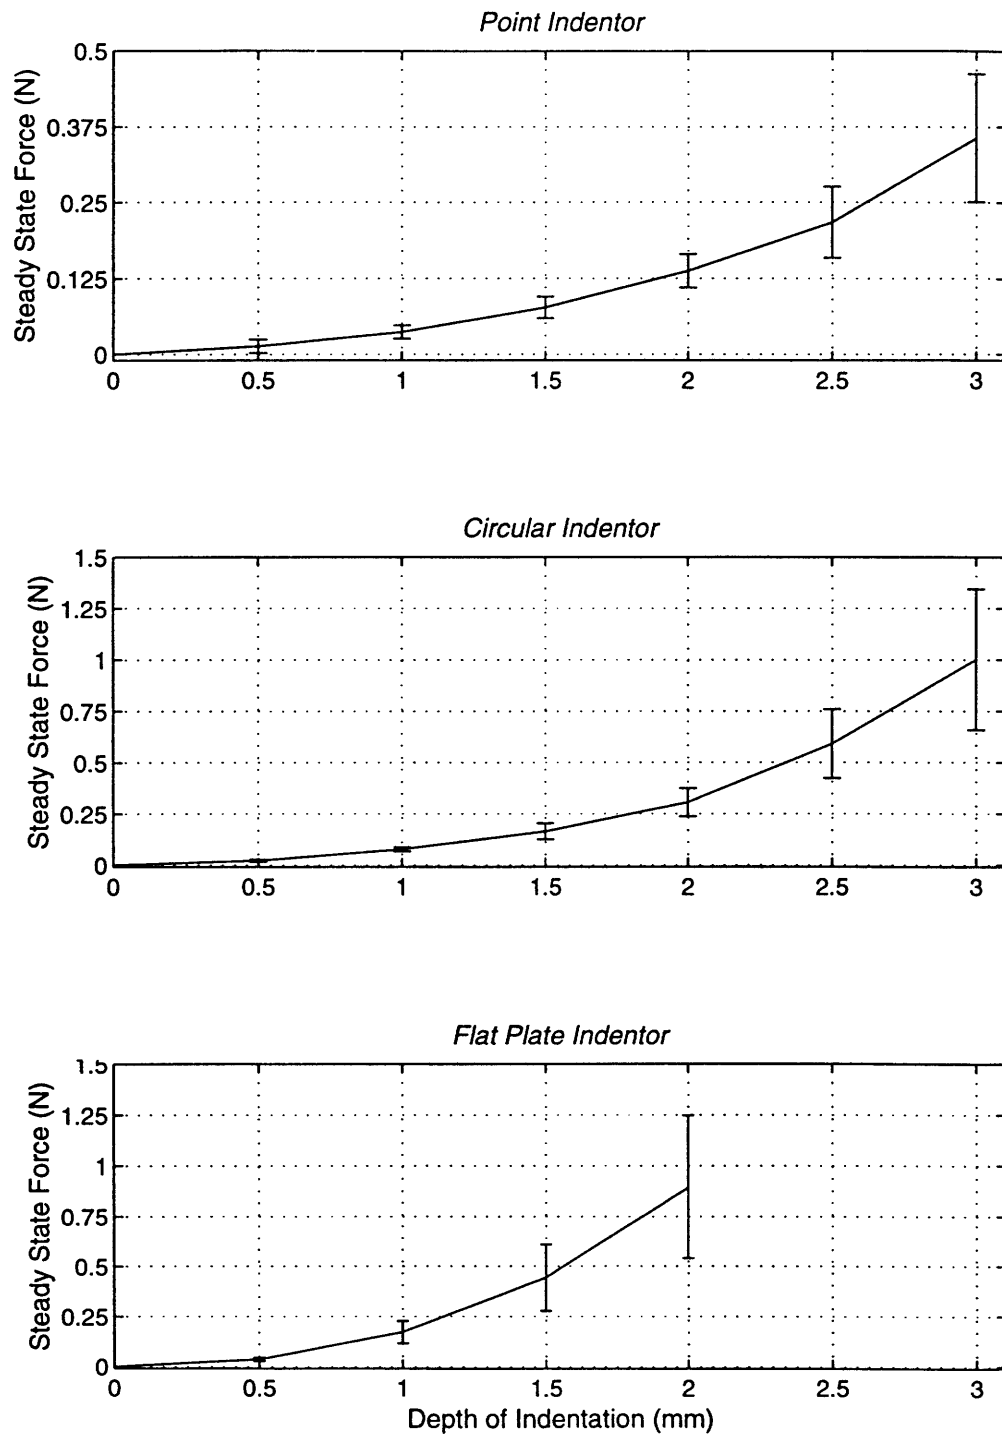 Point Indentor
Steady State Force (N)
0.5
0.375
0.25
0.125
0
0 0.5 1 1.5 2 2.5 3
Circular Indentor
Steady State Force (N)
1.5
1.25
1
0.75
0.5
0.25
0
0 0.5 1 1.5 2 2.5 3
Flat Plate Indentor
Steady State Force (N)
1.5
1.25
1
0.75
0.5
0.25
0
0 0.5 1 1.5 2 2.5 3
Depth of Indentation (mm)